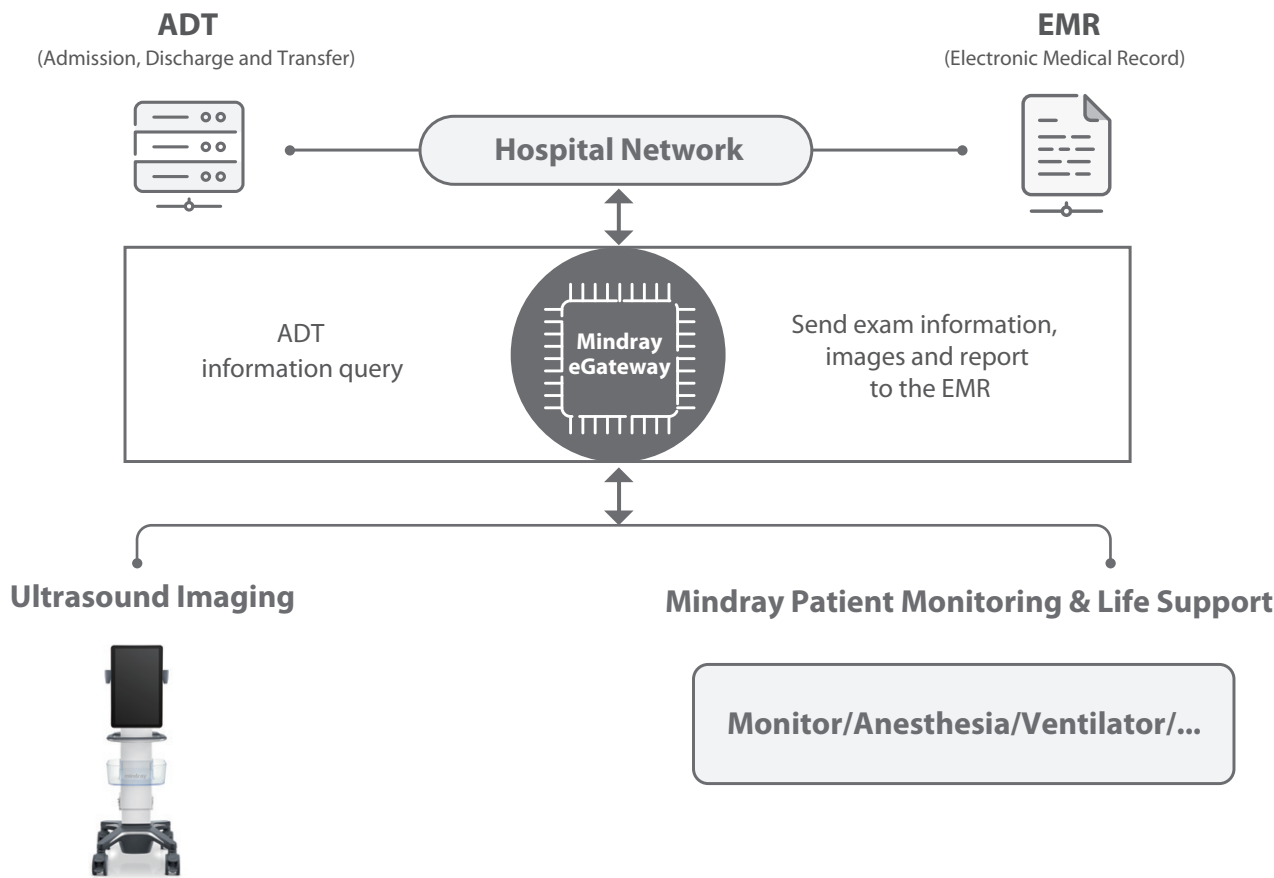 ADT
(Admission, Discharge and Transfer)
EMR
(Electronic Medical Record)
Hospital Network
ADT
information query
Mindray
eGateway
Send exam information,
images and report
to the EMR
Ultrasound Imaging
Mindray Patient Monitoring & Life Support
mindray
Monitor/Anesthesia/Ventilator/...